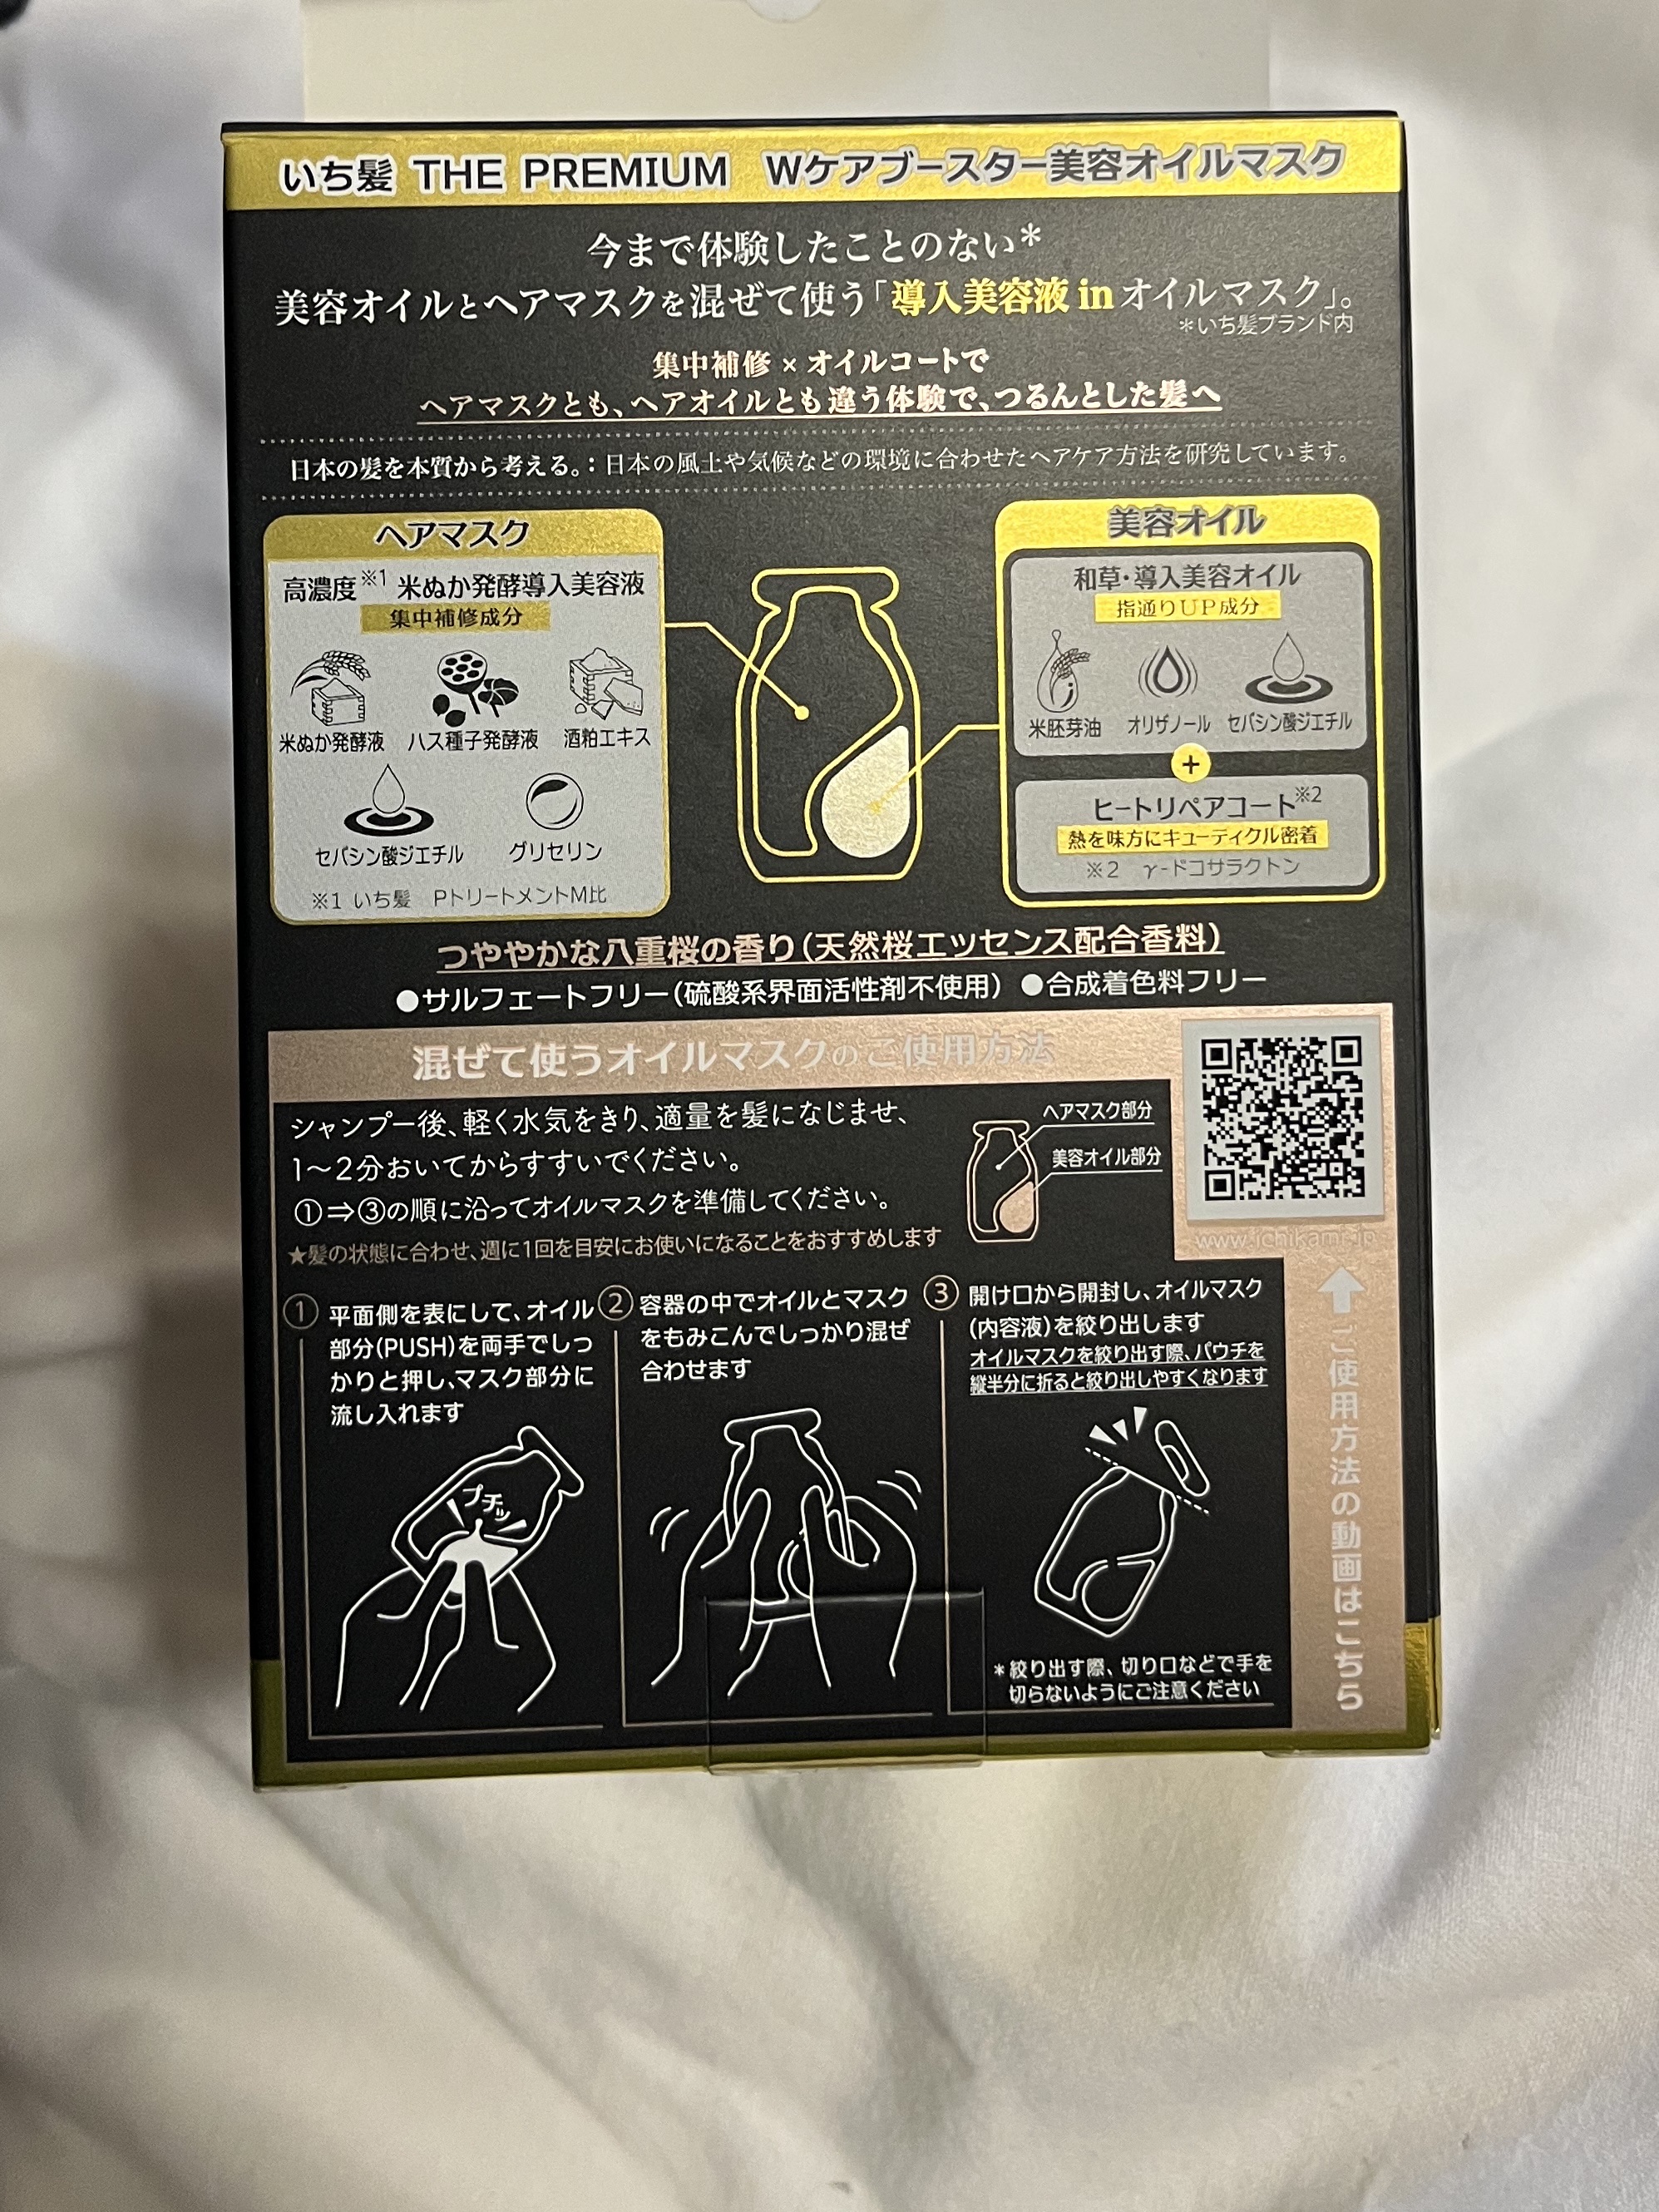 いち髪 THE PREMIUM Wケアブースター美容オイルマスク
今まで体験したことのない*
美容オイルとヘアマスクを混ぜて使う「導入美容液inオイルマスク」。
*いち髪ブランド内
集中補修×オイルコートで
ヘアマスクとも、ヘアオイルとも違う体験で、つるんとした髪へ
日本の髪を本質から考える。:日本の風土や気候などの環境に合わせたヘアケア方法を研究しています。
ヘアマスク
高濃度※1 米ぬか発酵導入美容液
集中補修成分
米ぬか発酵液 ハス種子発酵液 酒粕エキス
セバシン酸ジエチル グリセリン
※1 いち髪 PトリートメントM比
美容オイル
和草・導入美容オイル
指通りUP成分
米胚芽油 オリザノール セバシン酸ジエチル
+
ヒートリペアコート※2
熱を味方にキューティクル密着
※2 γ-ドコサラクトン
つややかな八重桜の香り(天然桜エッセンス配合香料)
●サルフェートフリー(硫酸系界面活性剤不使用) ●合成着色料フリー
混ぜて使うオイルマスクのご使用方法
シャンプー後、軽く水気をきり、適量を髪になじませ、
1〜2分おいてからすすいでください。
①⇒③の順に沿ってオイルマスクを準備してください。
★髪の状態に合わせ、週に1回を目安にお使いになることをおすすめします
ヘアマスク部分
美容オイル部分
www.ichikami.jp
ご使用方法の動画はこちら
① 平面側を表にして、オイル
部分(PUSH)を両手でしっ
かりと押し、マスク部分に
流し入れます
プチッ
② 容器の中でオイルとマスク
をもみこんでしっかり混ぜ
合わせます
③ 開け口から開封し、オイルマスク
(内容液)を絞り出します
オイルマスクを絞り出す際、パウチを
縦半分に折ると絞り出しやすくなります
*絞り出す際、切り口などで手を
切らないようにご注意ください